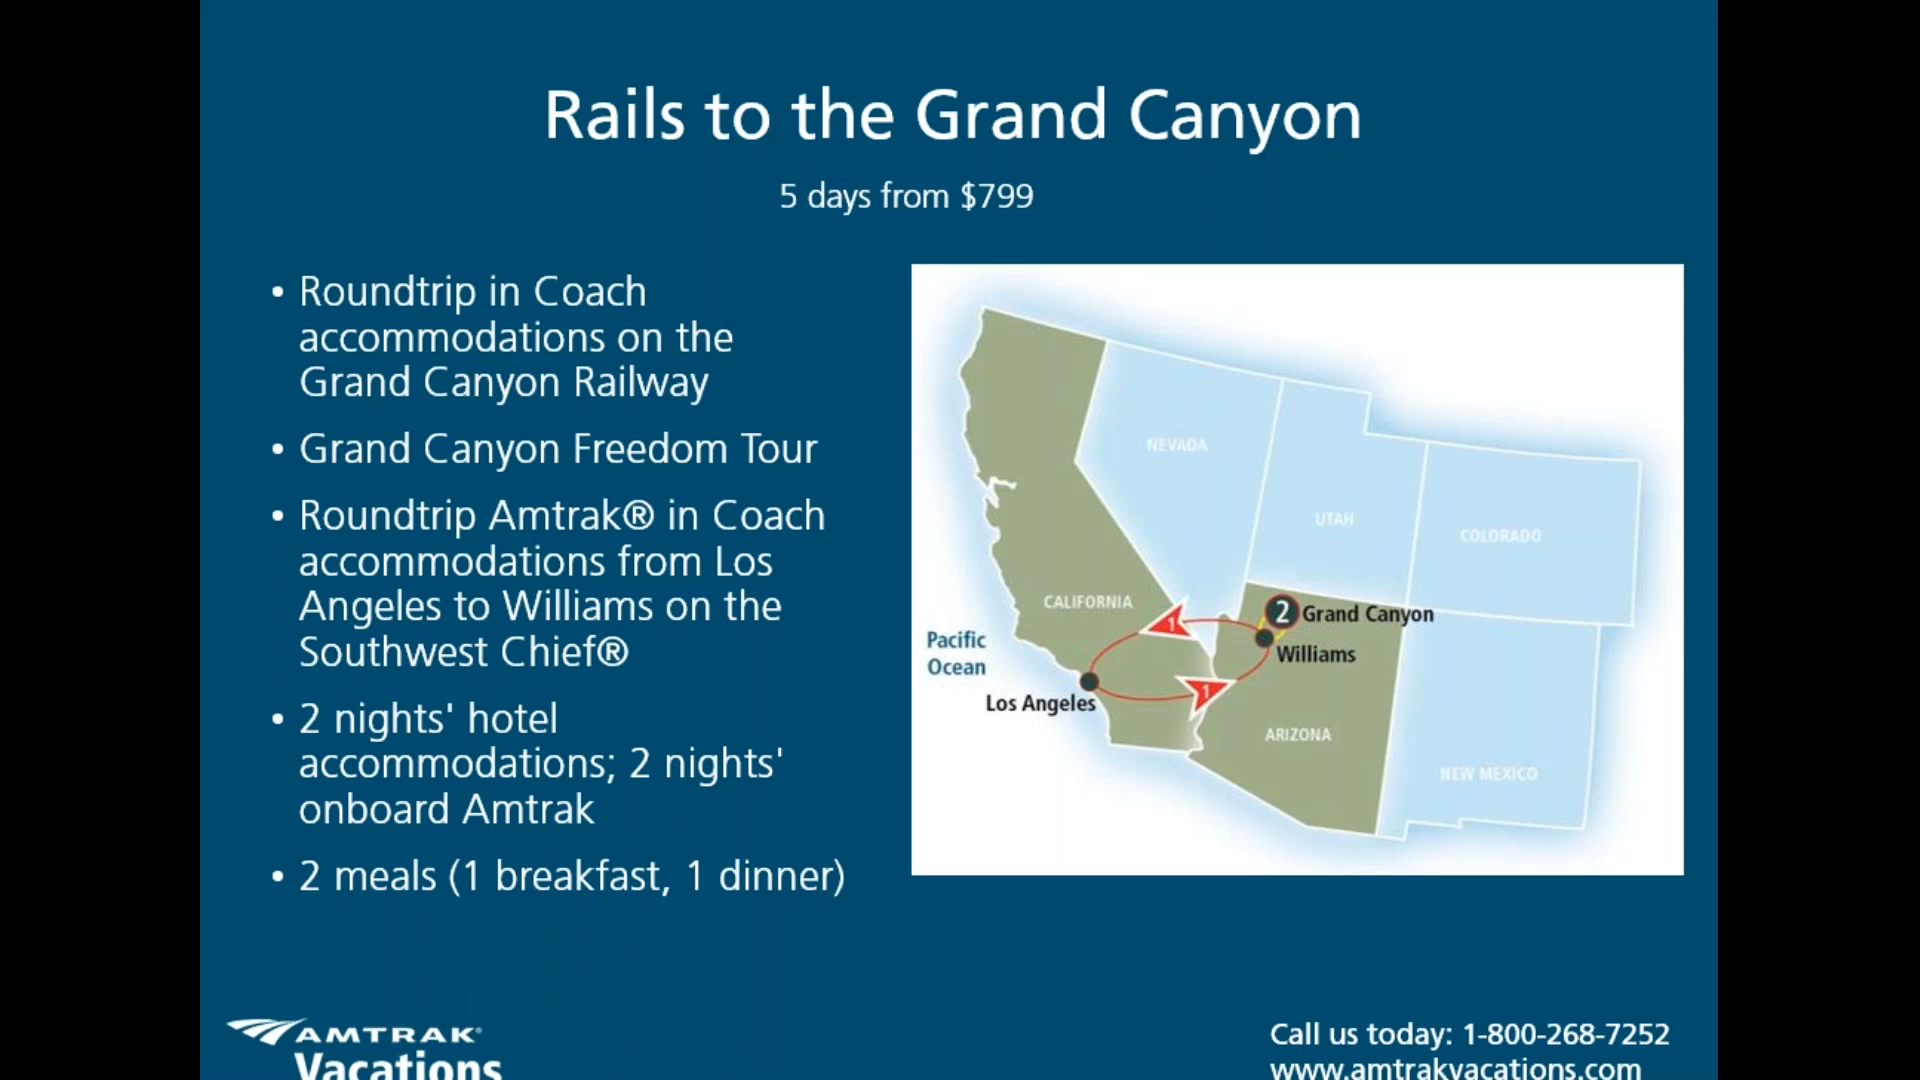 Rails to the Grand Canyon
5 days from $799
• Roundtrip in Coach
accommodations on the
Grand Canyon Railway
• Grand Canyon Freedom Tour
• Roundtrip Amtrak® in Coach
accommodations from Los
Angeles to Williams on the
Southwest Chief®
• 2 nights' hotel
accommodations; 2 nights'
onboard Amtrak
• 2 meals (1 breakfast, 1 dinner)
NEVADA
UTAH
COLORADO
CALIFORNIA
1
2 Grand Canyon
Williams
Pacific
Ocean
1
Los Angeles
ARIZONA
NEW MEXICO
AMTRAK®
Vacations
Call us today: 1-800-268-7252
www.amtrakvacations.com